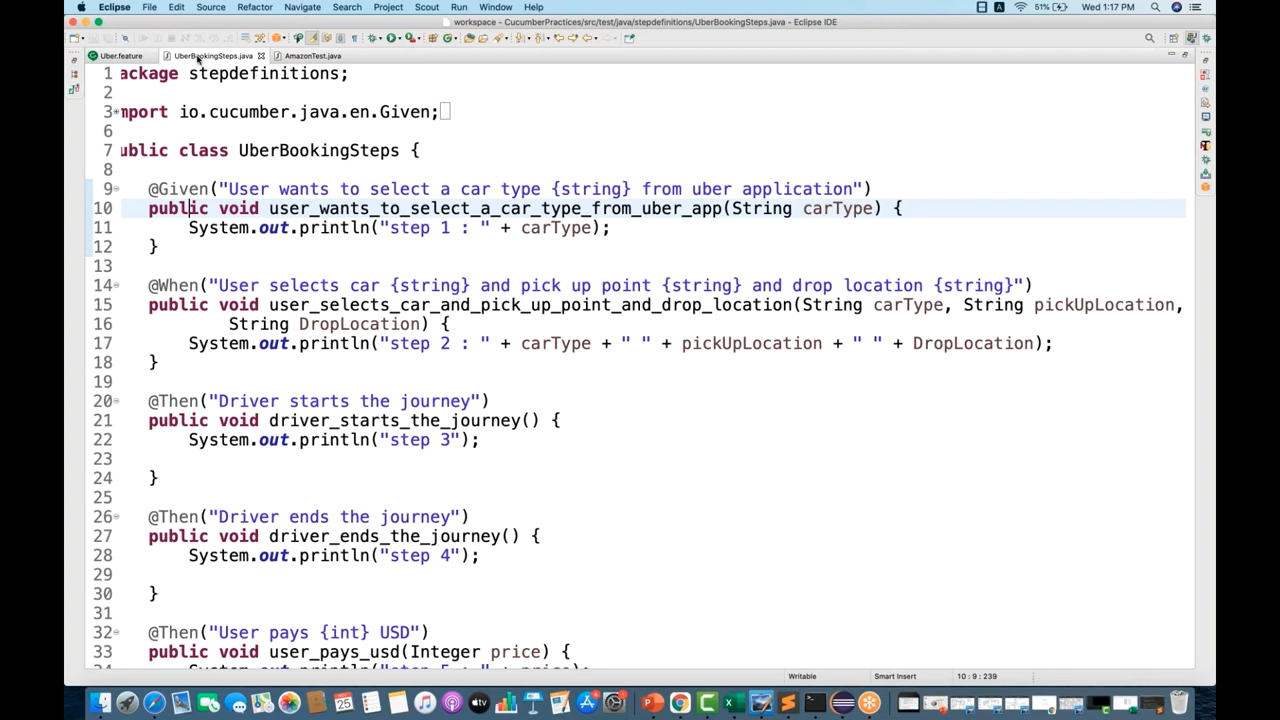 Eclipse File Edit Source Refactor Navigate Search Project Scout Run Window Help 51% Wed 1:17 PM
workspace - CucumberPractices/src/test/java/stepdefinitions/UberBookingSteps.java - Eclipse IDE
Uber.feature UberBookingSteps.java AmazonTest.java
1 ackage stepdefinitions;
2
3 mport io.cucumber.java.en.Given;
6
7 ublic class UberBookingSteps {
8
9 @Given("User wants to select a car type {string} from uber application")
10 public void user_wants_to_select_a_car_type_from_uber_app(String carType) {
11 System.out.println("step 1 : " + carType);
12 }
13
14 @When("User selects car {string} and pick up point {string} and drop location {string}")
15 public void user_selects_car_and_pick_up_point_and_drop_location(String carType, String pickUpLocation,
16 String DropLocation) {
17 System.out.println("step 2 : " + carType + " " + pickUpLocation + " " + DropLocation);
18 }
19
20 @Then("Driver starts the journey")
21 public void driver_starts_the_journey() {
22 System.out.println("step 3");
23
24 }
25
26 @Then("Driver ends the journey")
27 public void driver_ends_the_journey() {
28 System.out.println("step 4");
29
30 }
31
32 @Then("User pays {int} USD")
33 public void user_pays_usd(Integer price) {
34 System.out.println("step 5 : " + price);
Writable Smart Insert 10 : 9 : 239